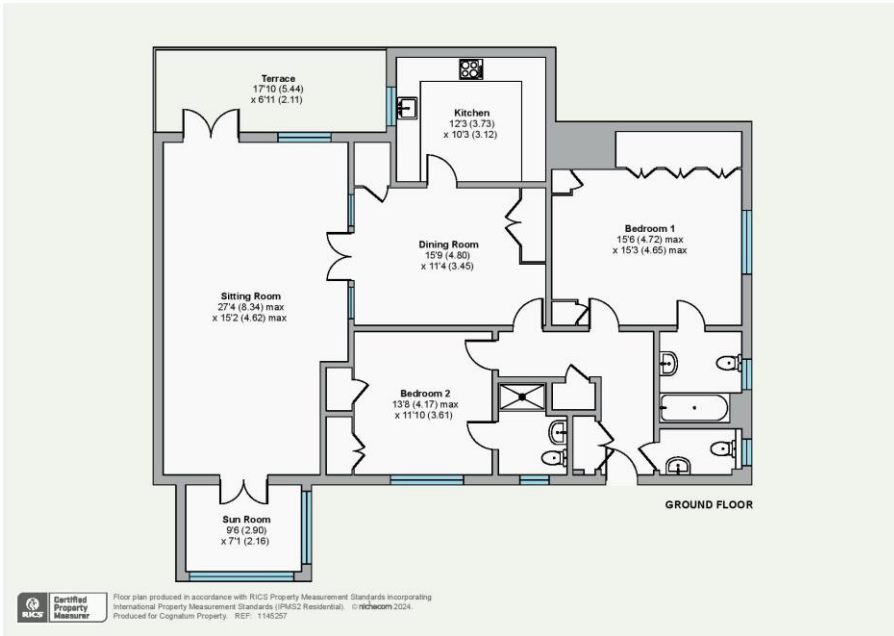 Terrace
17'10 (5.44)
x 6'11 (2.11)
Kitchen
12'3 (3.73)
x 10'3 (3.12)
Bedroom 1
15'6 (4.72) max
x 15'3 (4.65) max
Dining Room
15'9 (4.80)
x 11'4 (3.45)
Sitting Room
27'4 (8.34) max
x 15'2 (4.62) max
Bedroom 2
13'8 (4.17) max
x 11'10 (3.61)
Sun Room
9'6 (2.90)
x 7'1 (2.16)
GROUND FLOOR
RICS
Certified
Property
Measurer
Floor plan produced in accordance with RICS Property Measurement Standards incorporating
International Property Measurement Standards (IPMS2 Residential). © nichecom 2024.
Produced for Cognatum Property. REF: 1145257